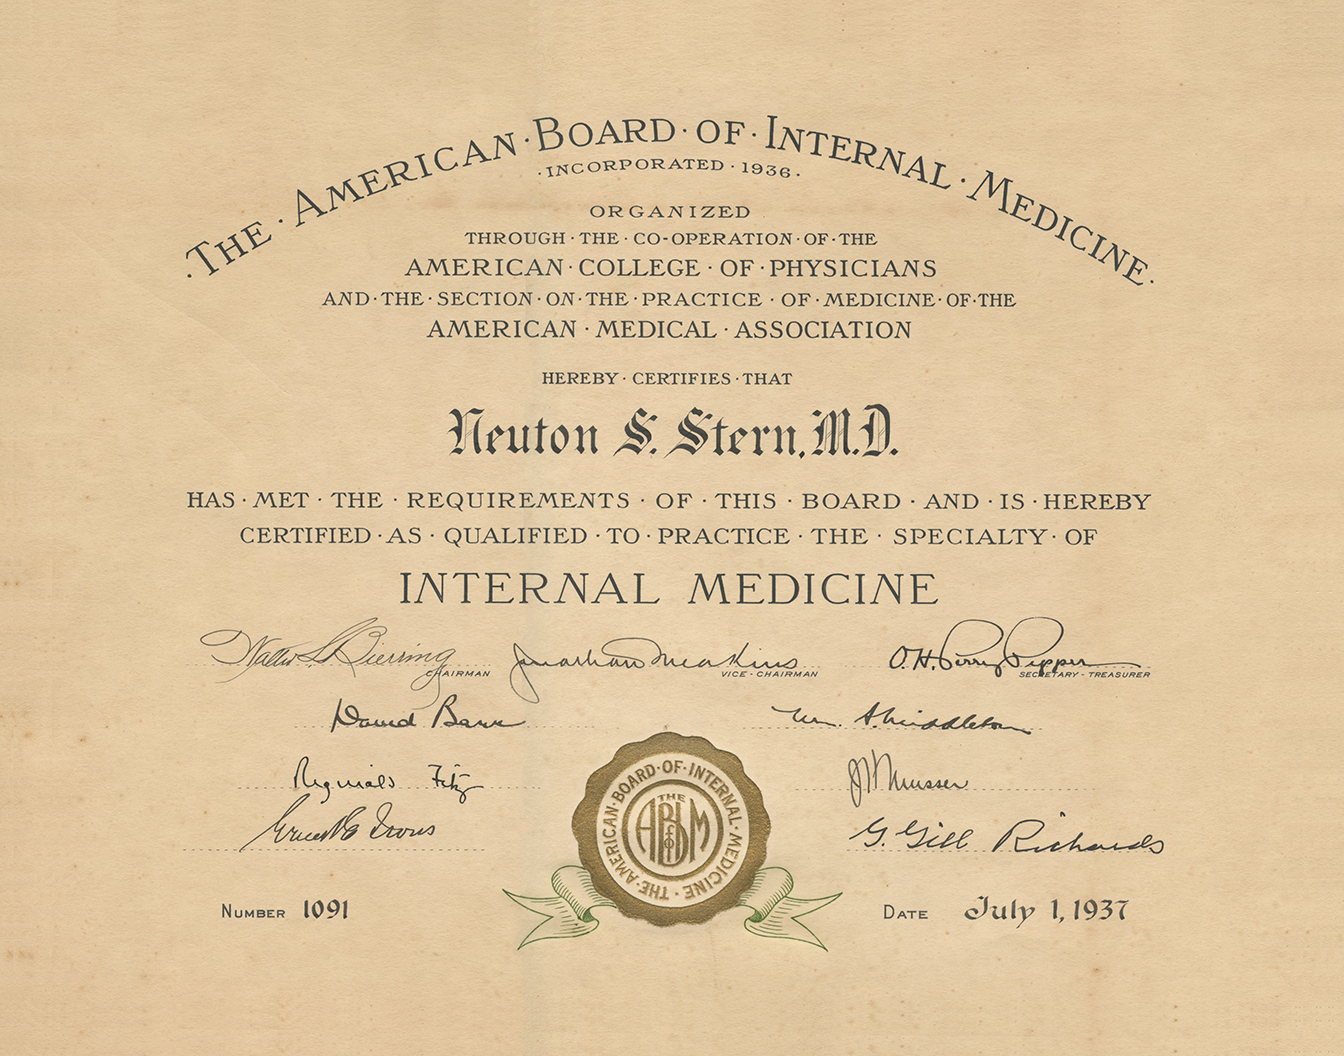 ·THE·AMERICAN·BOARD·OF·INTERNAL·MEDICINE·
·INCORPORATED·1936·
ORGANIZED
THROUGH·THE·CO-OPERATION·OF·THE
AMERICAN·COLLEGE·OF·PHYSICIANS
AND·THE·SECTION·ON·THE·PRACTICE·OF·MEDICINE·OF·THE
AMERICAN·MEDICAL·ASSOCIATION
HEREBY·CERTIFIES·THAT
Neuton S. Stern, M.D.
HAS·MET·THE·REQUIREMENTS·OF·THIS·BOARD·AND·IS·HEREBY
CERTIFIED·AS·QUALIFIED·TO·PRACTICE·THE·SPECIALTY·OF
INTERNAL MEDICINE
Walter L. Bierring Jonathan Meakins O.H. Perry Pepper
CHAIRMAN VICE-CHAIRMAN SECRETARY-TREASURER
David Barr Wm. S. Middleton
Reginald Fitz J H Musser
Ernest E Irons G. Gill Richards
THE·AMERICAN·BOARD·OF·INTERNAL·MEDICINE·
THE
ABIM
OF
NUMBER 1091 DATE July 1, 1937